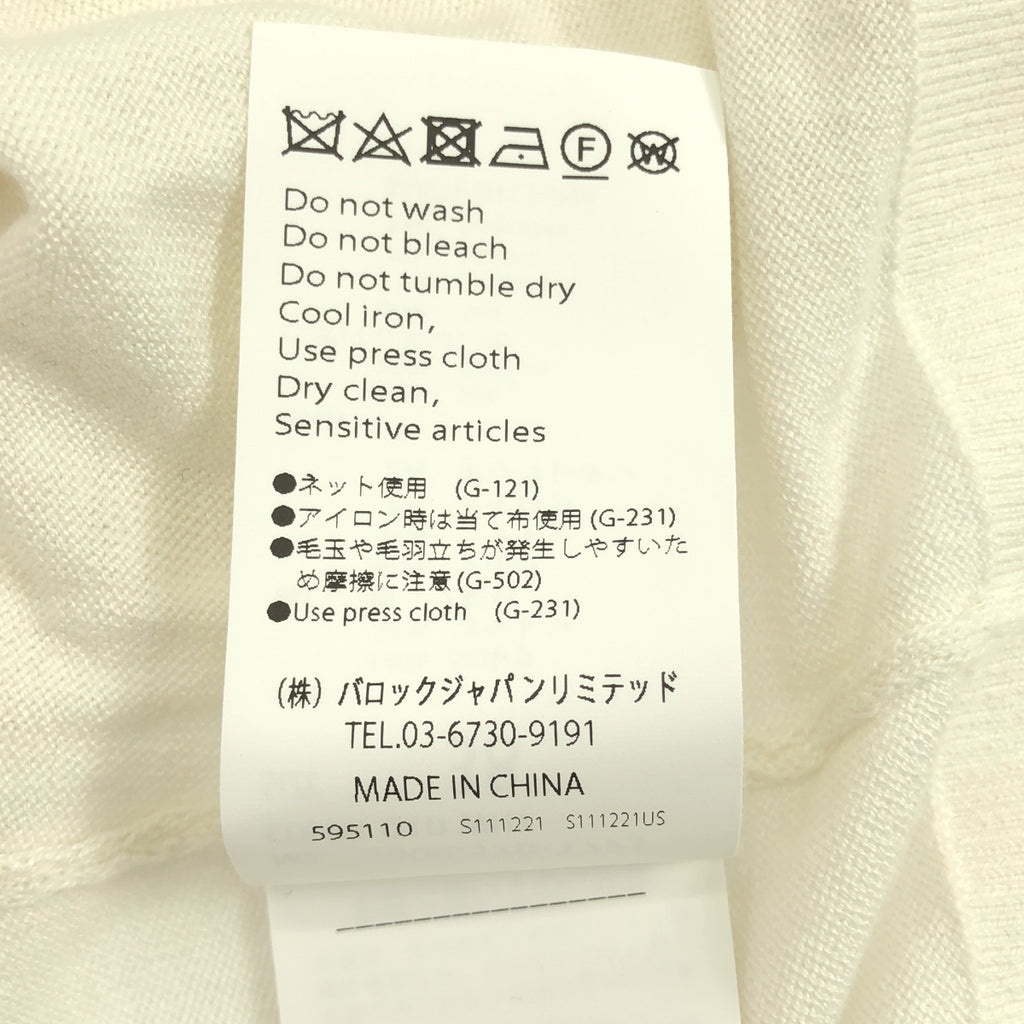 F W
Do not wash
Do not bleach
Do not tumble dry
Cool iron,
Use press cloth
Dry clean,
Sensitive articles
●ネット使用 (G-121)
●アイロン時は当て布使用 (G-231)
●毛玉や毛羽立ちが発生しやすいた
め摩擦に注意 (G-502)
●Use press cloth (G-231)
(株) バロックジャパンリミテッド
TEL.03-6730-9191
MADE IN CHINA
595110 S111221 S111221US